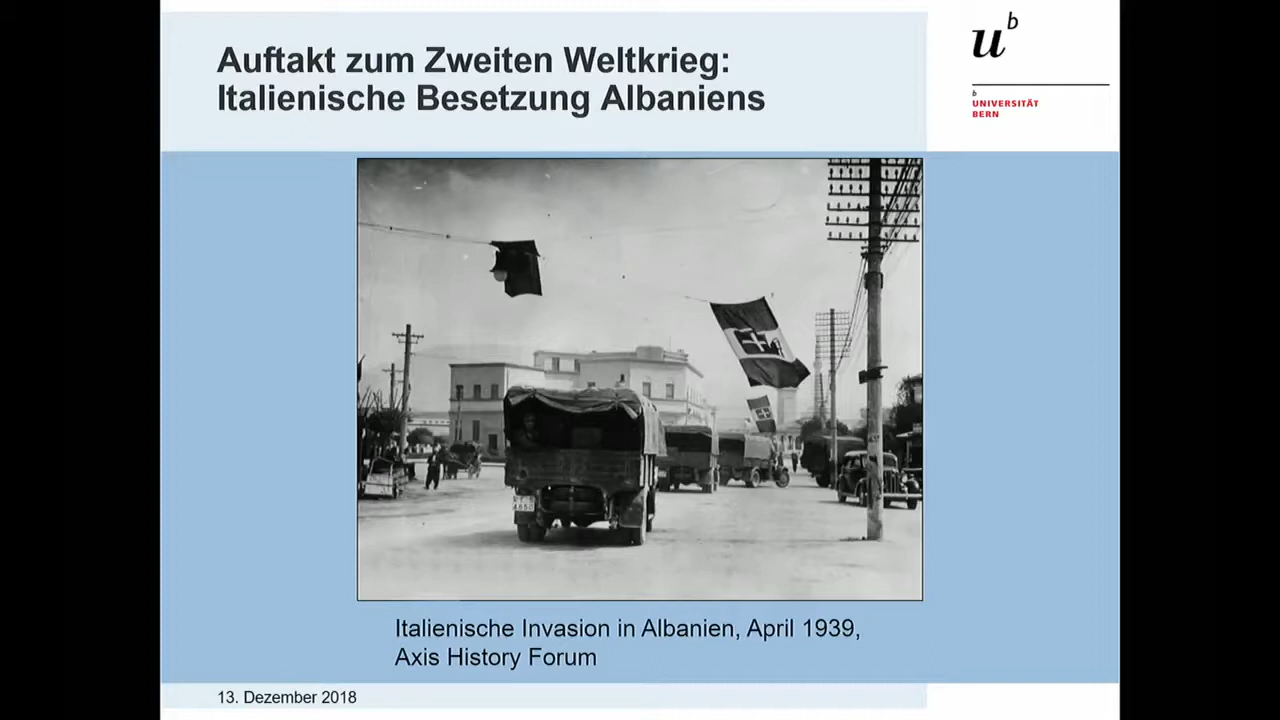 Auftakt zum Zweiten Weltkrieg:
Italienische Besetzung Albaniens
u
b
b
UNIVERSITÄT
BERN
Italienische Invasion in Albanien, April 1939,
Axis History Forum
13. Dezember 2018